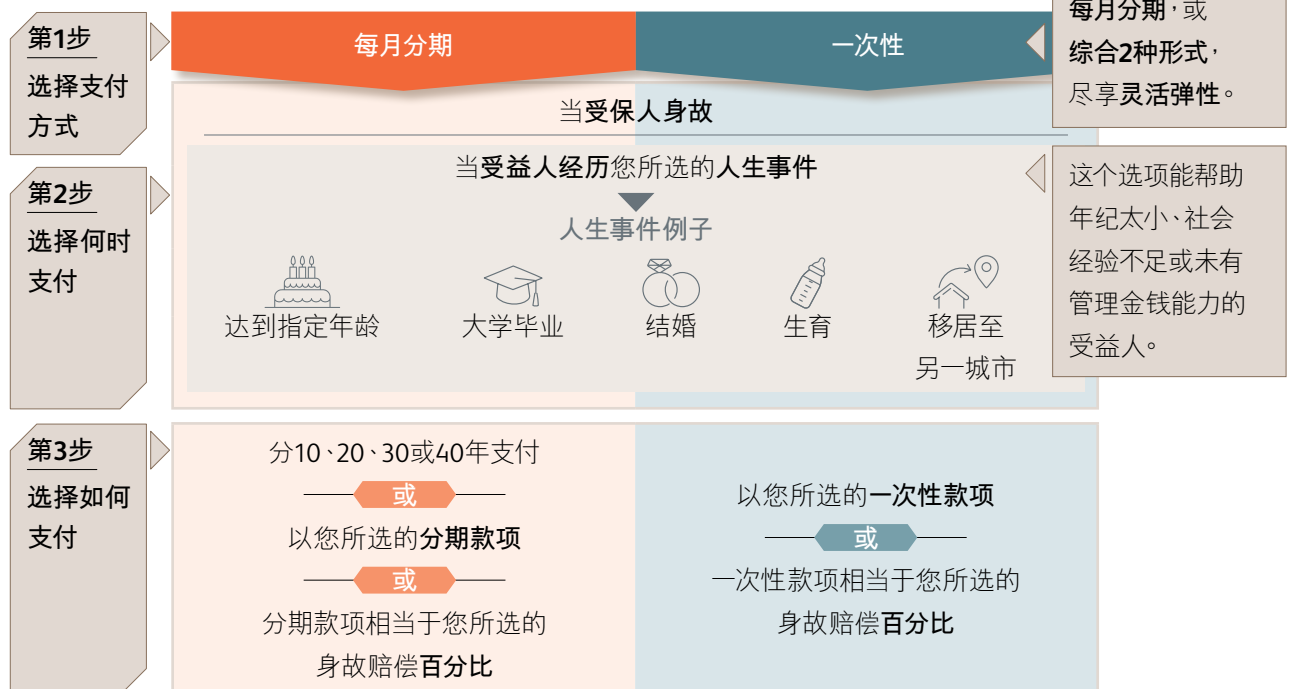 第1步
选择支付
方式
每月分期
一次性
每月分期，或
综合2种形式，
尽享灵活弹性。
当受保人身故
第2步
选择何时
支付
当受益人经历您所选的人生事件
人生事件例子
达到指定年龄
大学毕业
结婚
生育
移居至
另一城市
这个选项能帮助
年纪太小、社会
经验不足或未有
管理金钱能力的
受益人。
第3步
选择如何
支付
分10、20、30或40年支付
或
以您所选的分期款项
或
分期款项相当于您所选的
身故赔偿百分比
以您所选的一次性款项
或
一次性款项相当于您所选的
身故赔偿百分比